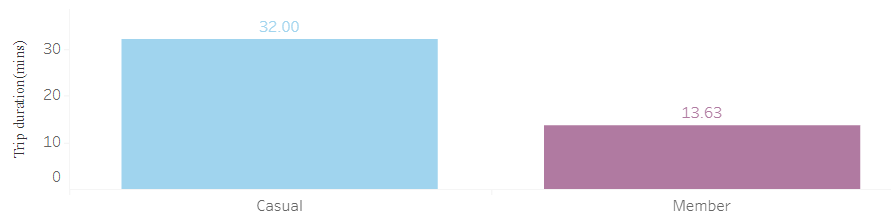 Trip duration(mins)
30
20
10
0
32.00
13.63
Casual
Member